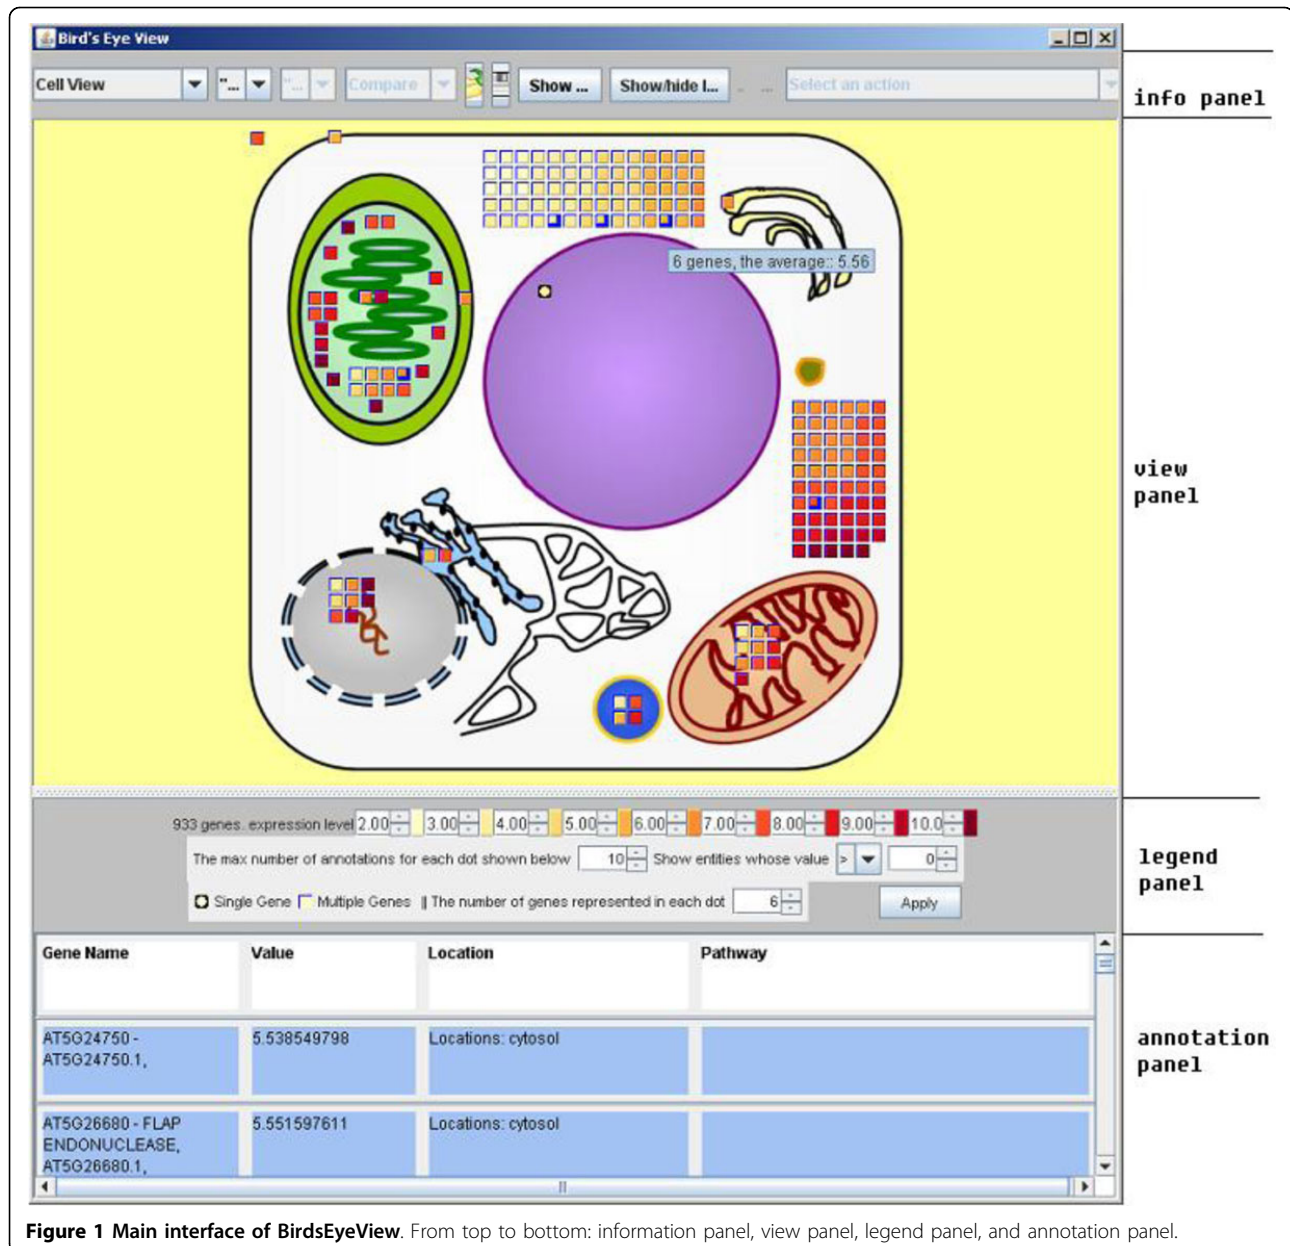 Bird's Eye View
Cell View "... "... Compare Show ... Show/hide I... .. ... Select an action
info panel
6 genes, the average:: 5.56
view
panel
933 genes. expression level 2.00 3.00 4.00 5.00 6.00 7.00 8.00 9.00 10.0
The max number of annotations for each dot shown below 10 Show entities whose value > 0
Single Gene Multiple Genes || The number of genes represented in each dot 6 Apply
legend
panel
Gene Name Value Location Pathway
AT5G24750 - 5.538549798 Locations: cytosol
AT5G24750.1,
annotation
panel
AT5G26680 - FLAP 5.551597611 Locations: cytosol
ENDONUCLEASE,
AT5G26680.1,
Figure 1 Main interface of BirdsEyeView. From top to bottom: information panel, view panel, legend panel, and annotation panel.